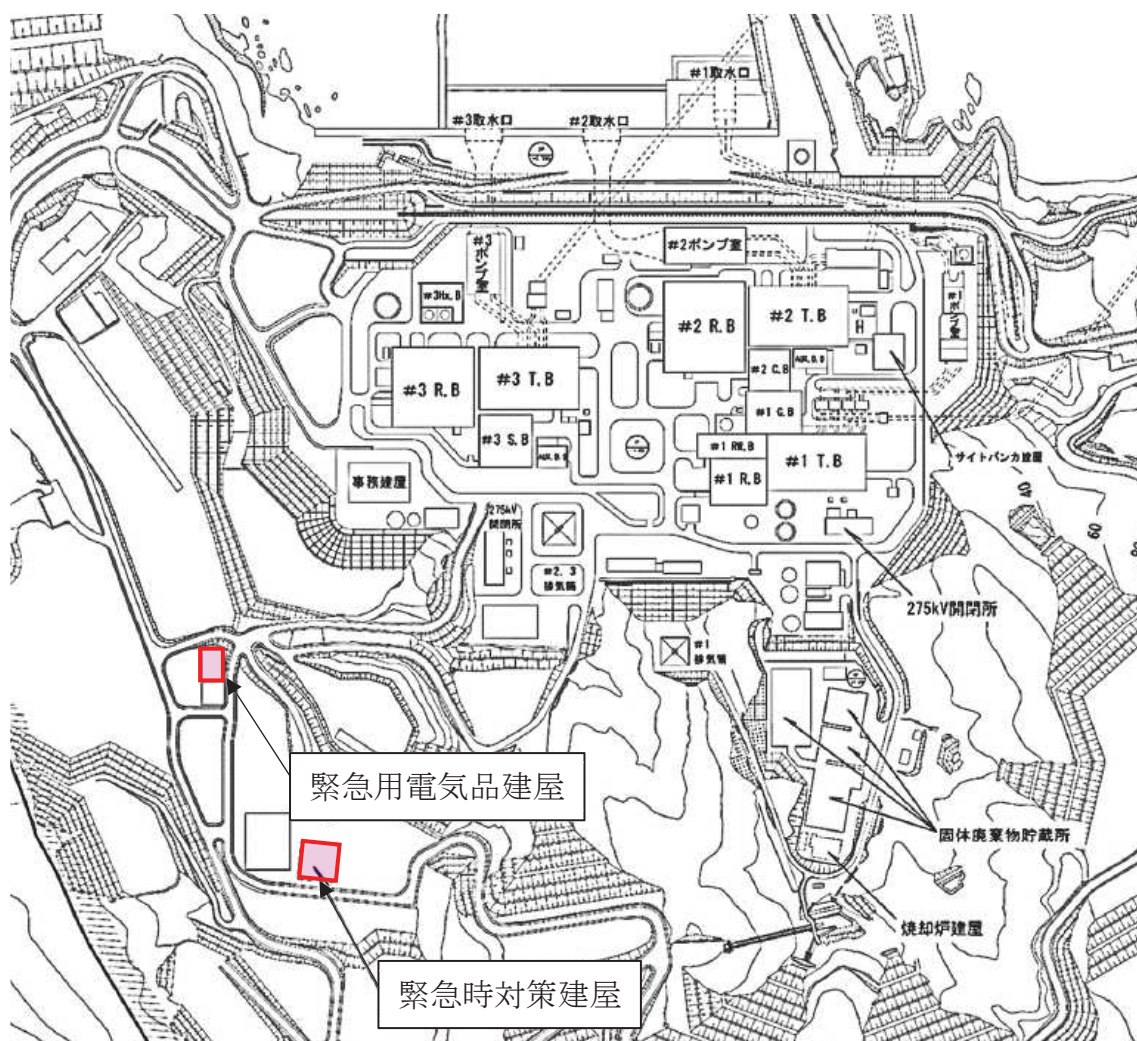 #1取水口
#3取水口
#2取水口
#3ポンプ室
#2ポンプ室
#3Hx.B
#1ポンプ室
#2 R.B
#2 T.B
#3 R.B
#3 T.B
#2 C.B
#1 C.B
#3 S.B
#1 RW.B
#1 T.B
#1 R.B
サイトバンカ建屋
事務建屋
40
60
275kV
開閉所
#2, 3
排気筒
275kV開閉所
#1
排気筒
緊急用電気品建屋
固体廃棄物貯蔵所
焼却炉建屋
緊急時対策建屋